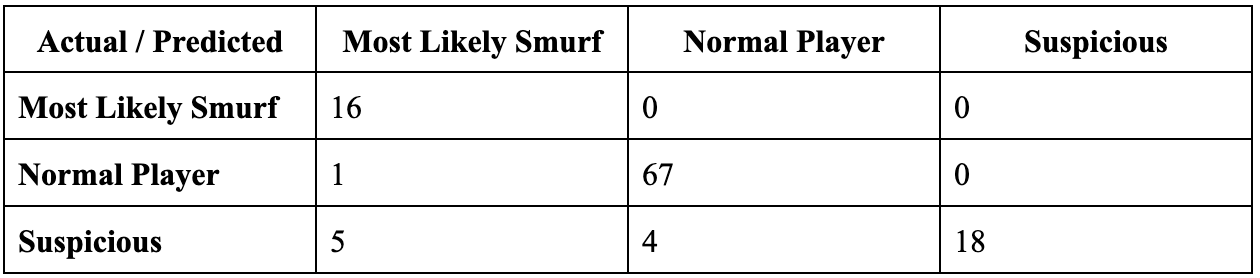 Actual / Predicted Most Likely Smurf Normal Player Suspicious
Most Likely Smurf 16 0 0
Normal Player 1 67 0
Suspicious 5 4 18